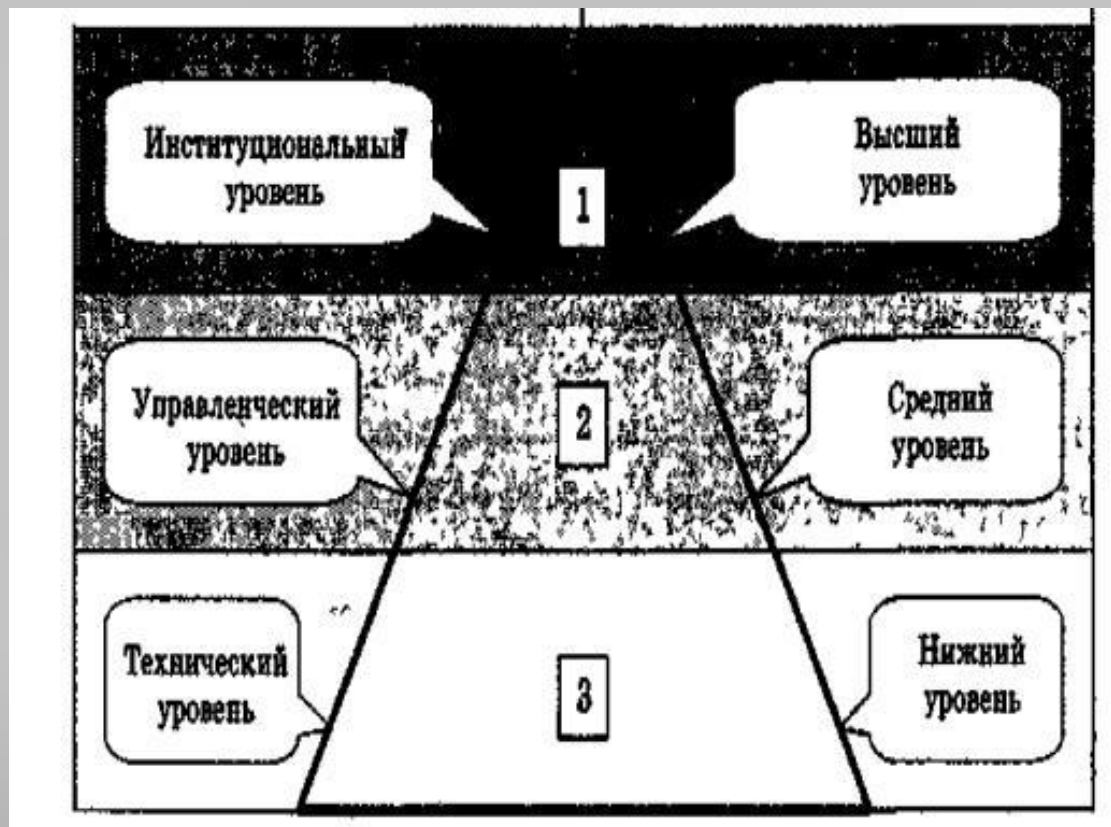 Институциональный
уровень
1
Высший
уровень
Управленческий
уровень
2
Средний
уровень
Технический
уровень
3
Нижний
уровень